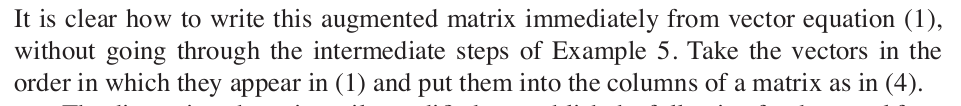 It is clear how to write this augmented matrix immediately from vector equation (1),
without going through the intermediate steps of Example 5. Take the vectors in the
order in which they appear in (1) and put them into the columns of a matrix as in (4).